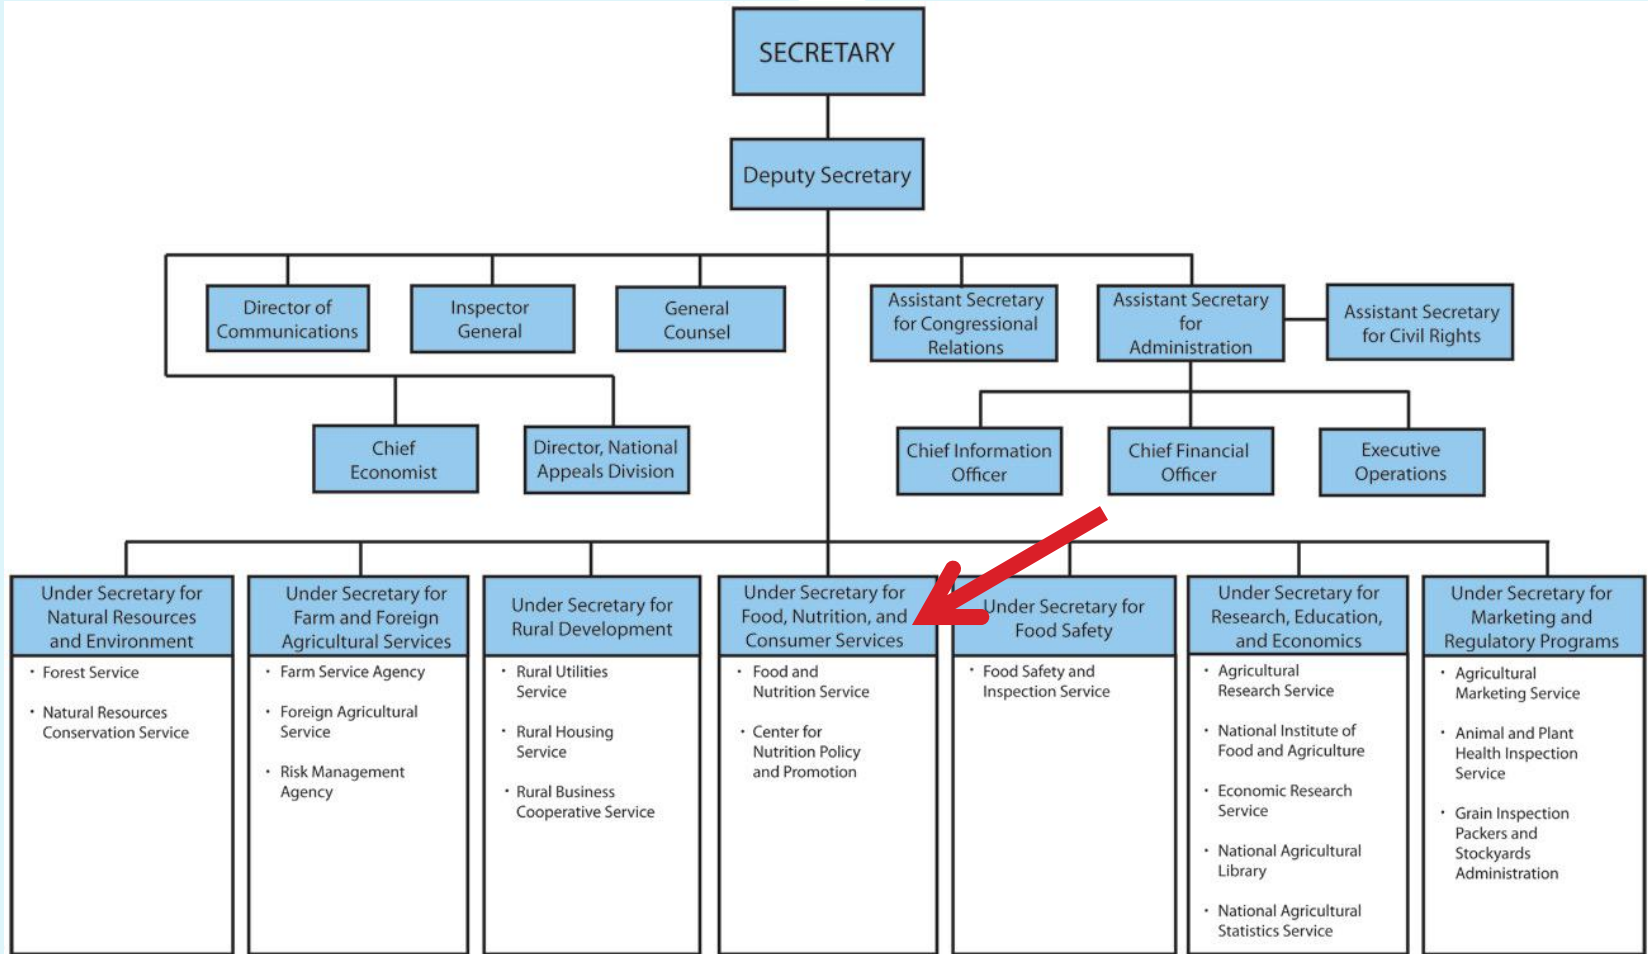 SECRETARY
Deputy Secretary
Director of
Communications
Inspector
General
General
Counsel
Assistant Secretary
for Congressional
Relations
Assistant Secretary
for
Administration
Assistant Secretary
for Civil Rights
Chief
Economist
Director, National
Appeals Division
Chief Information
Officer
Chief Financial
Officer
Executive
Operations
Under Secretary for
Natural Resources
and Environment
• Forest Service
• Natural Resources
Conservation Service
Under Secretary for
Farm and Foreign
Agricultural Services
• Farm Service Agency
• Foreign Agricultural
Service
• Risk Management
Agency
Under Secretary for
Rural Development
• Rural Utilities
Service
• Rural Housing
Service
• Rural Business
Cooperative Service
Under Secretary for
Food, Nutrition, and
Consumer Services
• Food and
Nutrition Service
• Center for
Nutrition Policy
and Promotion
Under Secretary for
Food Safety
• Food Safety and
Inspection Service
Under Secretary for
Research, Education,
and Economics
• Agricultural
Research Service
• National Institute of
Food and Agriculture
• Economic Research
Service
• National Agricultural
Library
• National Agricultural
Statistics Service
Under Secretary for
Marketing and
Regulatory Programs
• Agricultural
Marketing Service
• Animal and Plant
Health Inspection
Service
• Grain Inspection
Packers and
Stockyards
Administration